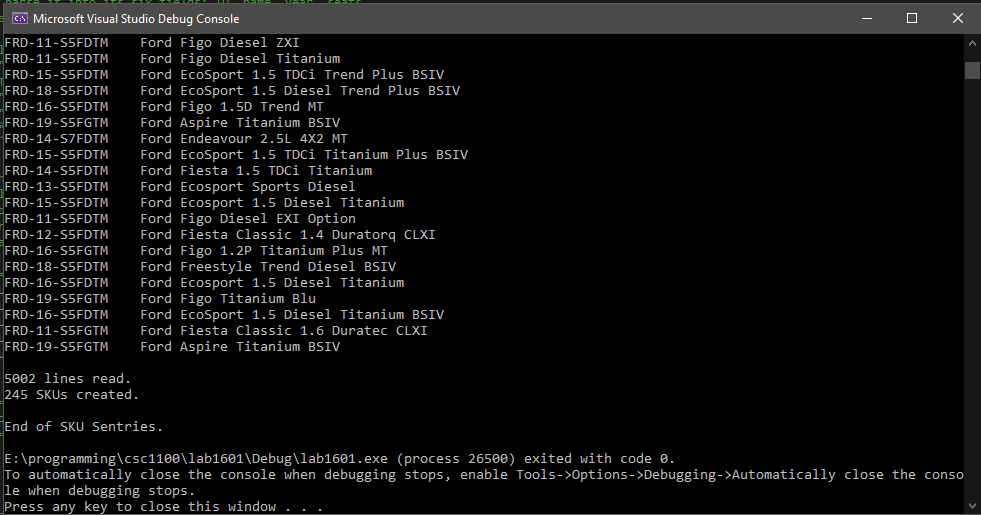 parse it into its six fields: ID, name, year, seats,
Microsoft Visual Studio Debug Console
FRD-11-S5FDTM    Ford Figo Diesel ZXI
FRD-11-S5FDTM    Ford Figo Diesel Titanium
FRD-15-S5FDTM    Ford EcoSport 1.5 TDCi Trend Plus BSIV
FRD-18-S5FDTM    Ford EcoSport 1.5 Diesel Trend Plus BSIV
FRD-16-S5FDTM    Ford Figo 1.5D Trend MT
FRD-19-S5FGTM    Ford Aspire Titanium BSIV
FRD-14-S7FDTM    Ford Endeavour 2.5L 4X2 MT
FRD-15-S5FDTM    Ford EcoSport 1.5 TDCi Titanium Plus BSIV
FRD-14-S5FDTM    Ford Fiesta 1.5 TDCi Titanium
FRD-13-S5FDTM    Ford Ecosport Sports Diesel
FRD-15-S5FDTM    Ford Ecosport 1.5 Diesel Titanium
FRD-11-S5FDTM    Ford Figo Diesel EXI Option
FRD-12-S5FDTM    Ford Fiesta Classic 1.4 Duratorq CLXI
FRD-16-S5FGTM    Ford Figo 1.2P Titanium Plus MT
FRD-18-S5FDTM    Ford Freestyle Trend Diesel BSIV
FRD-16-S5FDTM    Ford Ecosport 1.5 Diesel Titanium
FRD-19-S5FGTM    Ford Figo Titanium Blu
FRD-16-S5FDTM    Ford EcoSport 1.5 Diesel Titanium BSIV
FRD-11-S5FGTM    Ford Fiesta Classic 1.6 Duratec CLXI
FRD-19-S5FGTM    Ford Aspire Titanium BSIV
5002 lines read.
245 SKUs created.
End of SKU Sentries.
E:\programming\csc1100\lab1601\Debug\lab1601.exe (process 26500) exited with code 0.
To automatically close the console when debugging stops, enable Tools->Options->Debugging->Automatically close the conso
le when debugging stops.
Press any key to close this window . . .